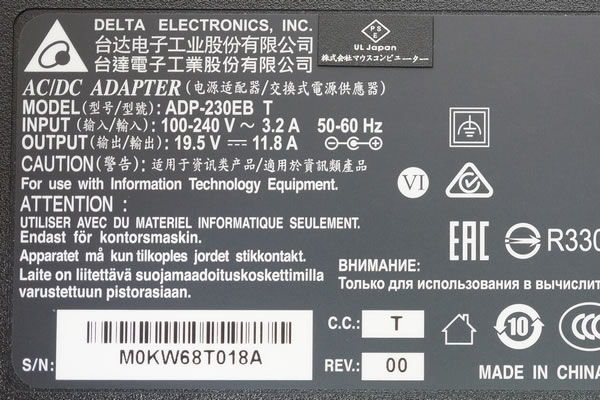 DELTA ELECTRONICS, INC.
台达电子工业股份有限公司
台達電子工業股份有限公司
PSE
UL Japan
株式会社マウスコンピューター
AC/DC ADAPTER (电源适配器/交換式電源供應器)
MODEL(型号/型號): ADP-230EB T
INPUT (输入/輸入): 100-240 V ~ 3.2 A 50-60 Hz
OUTPUT(输出/輸出): 19.5 V ⎓ 11.8 A
CAUTION(警告): 适用于资讯类产品/適用於資訊類產品
For use with Information Technology Equipment.
VI
ATTENTION :
UTILISER AVEC DU MATERIEL INFORMATIQUE SEULEMENT.
Endast för kontorsmaskin.
Apparatet må kun tilkoples jordet stikkontakt.
Laite on liitettävä suojamaadoituskoskettimilla
varustettuun pistorasiaan.
EAC
R330
ВНИМАНИЕ:
Только для использования в вычислит
S/N: M0KW68T018A
C.C.: T
REV.: 00
10
CCC
MADE IN CHINA